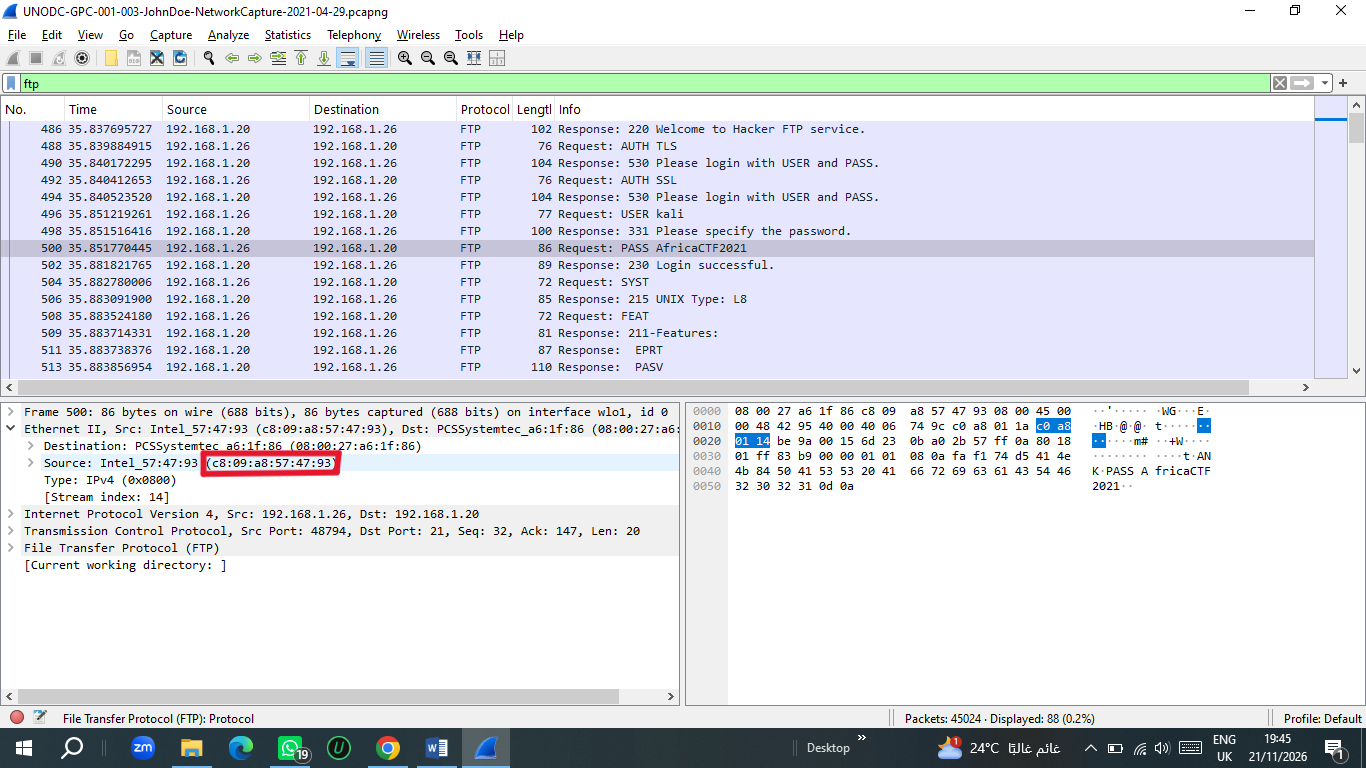 UNODC-GPC-001-003-JohnDoe-NetworkCapture-2021-04-29.pcapng
File Edit View Go Capture Analyze Statistics Telephony Wireless Tools Help
ftp
No. Time Source Destination Protocol Lengtl Info
486 35.837695727 192.168.1.20 192.168.1.26 FTP 102 Response: 220 Welcome to Hacker FTP service.
488 35.839884915 192.168.1.26 192.168.1.20 FTP 76 Request: AUTH TLS
490 35.840172295 192.168.1.20 192.168.1.26 FTP 104 Response: 530 Please login with USER and PASS.
492 35.840412653 192.168.1.26 192.168.1.20 FTP 76 Request: AUTH SSL
494 35.840523520 192.168.1.20 192.168.1.26 FTP 104 Response: 530 Please login with USER and PASS.
496 35.851219261 192.168.1.26 192.168.1.20 FTP 77 Request: USER kali
498 35.851516416 192.168.1.20 192.168.1.26 FTP 100 Response: 331 Please specify the password.
500 35.851770445 192.168.1.26 192.168.1.20 FTP 86 Request: PASS AfricaCTF2021
502 35.881821765 192.168.1.20 192.168.1.26 FTP 89 Response: 230 Login successful.
504 35.882780006 192.168.1.26 192.168.1.20 FTP 72 Request: SYST
506 35.883091900 192.168.1.20 192.168.1.26 FTP 85 Response: 215 UNIX Type: L8
508 35.883524180 192.168.1.26 192.168.1.20 FTP 72 Request: FEAT
509 35.883714331 192.168.1.20 192.168.1.26 FTP 81 Response: 211-Features:
511 35.883738376 192.168.1.20 192.168.1.26 FTP 87 Response: EPRT
513 35.883856954 192.168.1.20 192.168.1.26 FTP 110 Response: PASV
Frame 500: 86 bytes on wire (688 bits), 86 bytes captured (688 bits) on interface wlo1, id 0
Ethernet II, Src: Intel_57:47:93 (c8:09:a8:57:47:93), Dst: PCSSystemtec_a6:1f:86 (08:00:27:a6:
Destination: PCSSystemtec_a6:1f:86 (08:00:27:a6:1f:86)
Source: Intel_57:47:93 (c8:09:a8:57:47:93)
Type: IPv4 (0x0800)
[Stream index: 14]
Internet Protocol Version 4, Src: 192.168.1.26, Dst: 192.168.1.20
Transmission Control Protocol, Src Port: 48794, Dst Port: 21, Seq: 32, Ack: 147, Len: 20
File Transfer Protocol (FTP)
[Current working directory: ]
0000 08 00 27 a6 1f 86 c8 09 a8 57 47 93 08 00 45 00 ··'····· ·WG···E·
0010 00 48 42 95 40 00 40 06 74 9c c0 a8 01 1a c0 a8 ·HB·@·@· t·······
0020 01 14 be 9a 00 15 6d 23 0b a0 2b 57 ff 0a 80 18 ······m# ··+W····
0030 01 ff 83 b9 00 00 01 01 08 0a fa f1 74 d5 41 4e ········ ····t·AN
0040 4b 84 50 41 53 53 20 41 66 72 69 63 61 43 54 46 K·PASS A fricaCTF
0050 32 30 32 31 0d 0a 2021··
File Transfer Protocol (FTP): Protocol
Packets: 45024 · Displayed: 88 (0.2%)
Profile: Default
zm
19
U
W
Desktop
1
24°C
غائم غالبًا
ENG
UK
19:45
21/11/2026
1